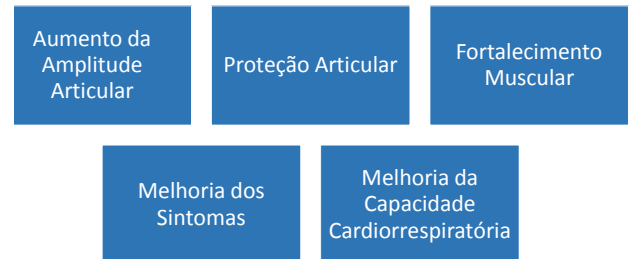 Aumento da
Amplitude
Articular
Proteção Articular
Fortalecimento
Muscular
Melhoria dos
Sintomas
Melhoria da
Capacidade
Cardiorrespiratória